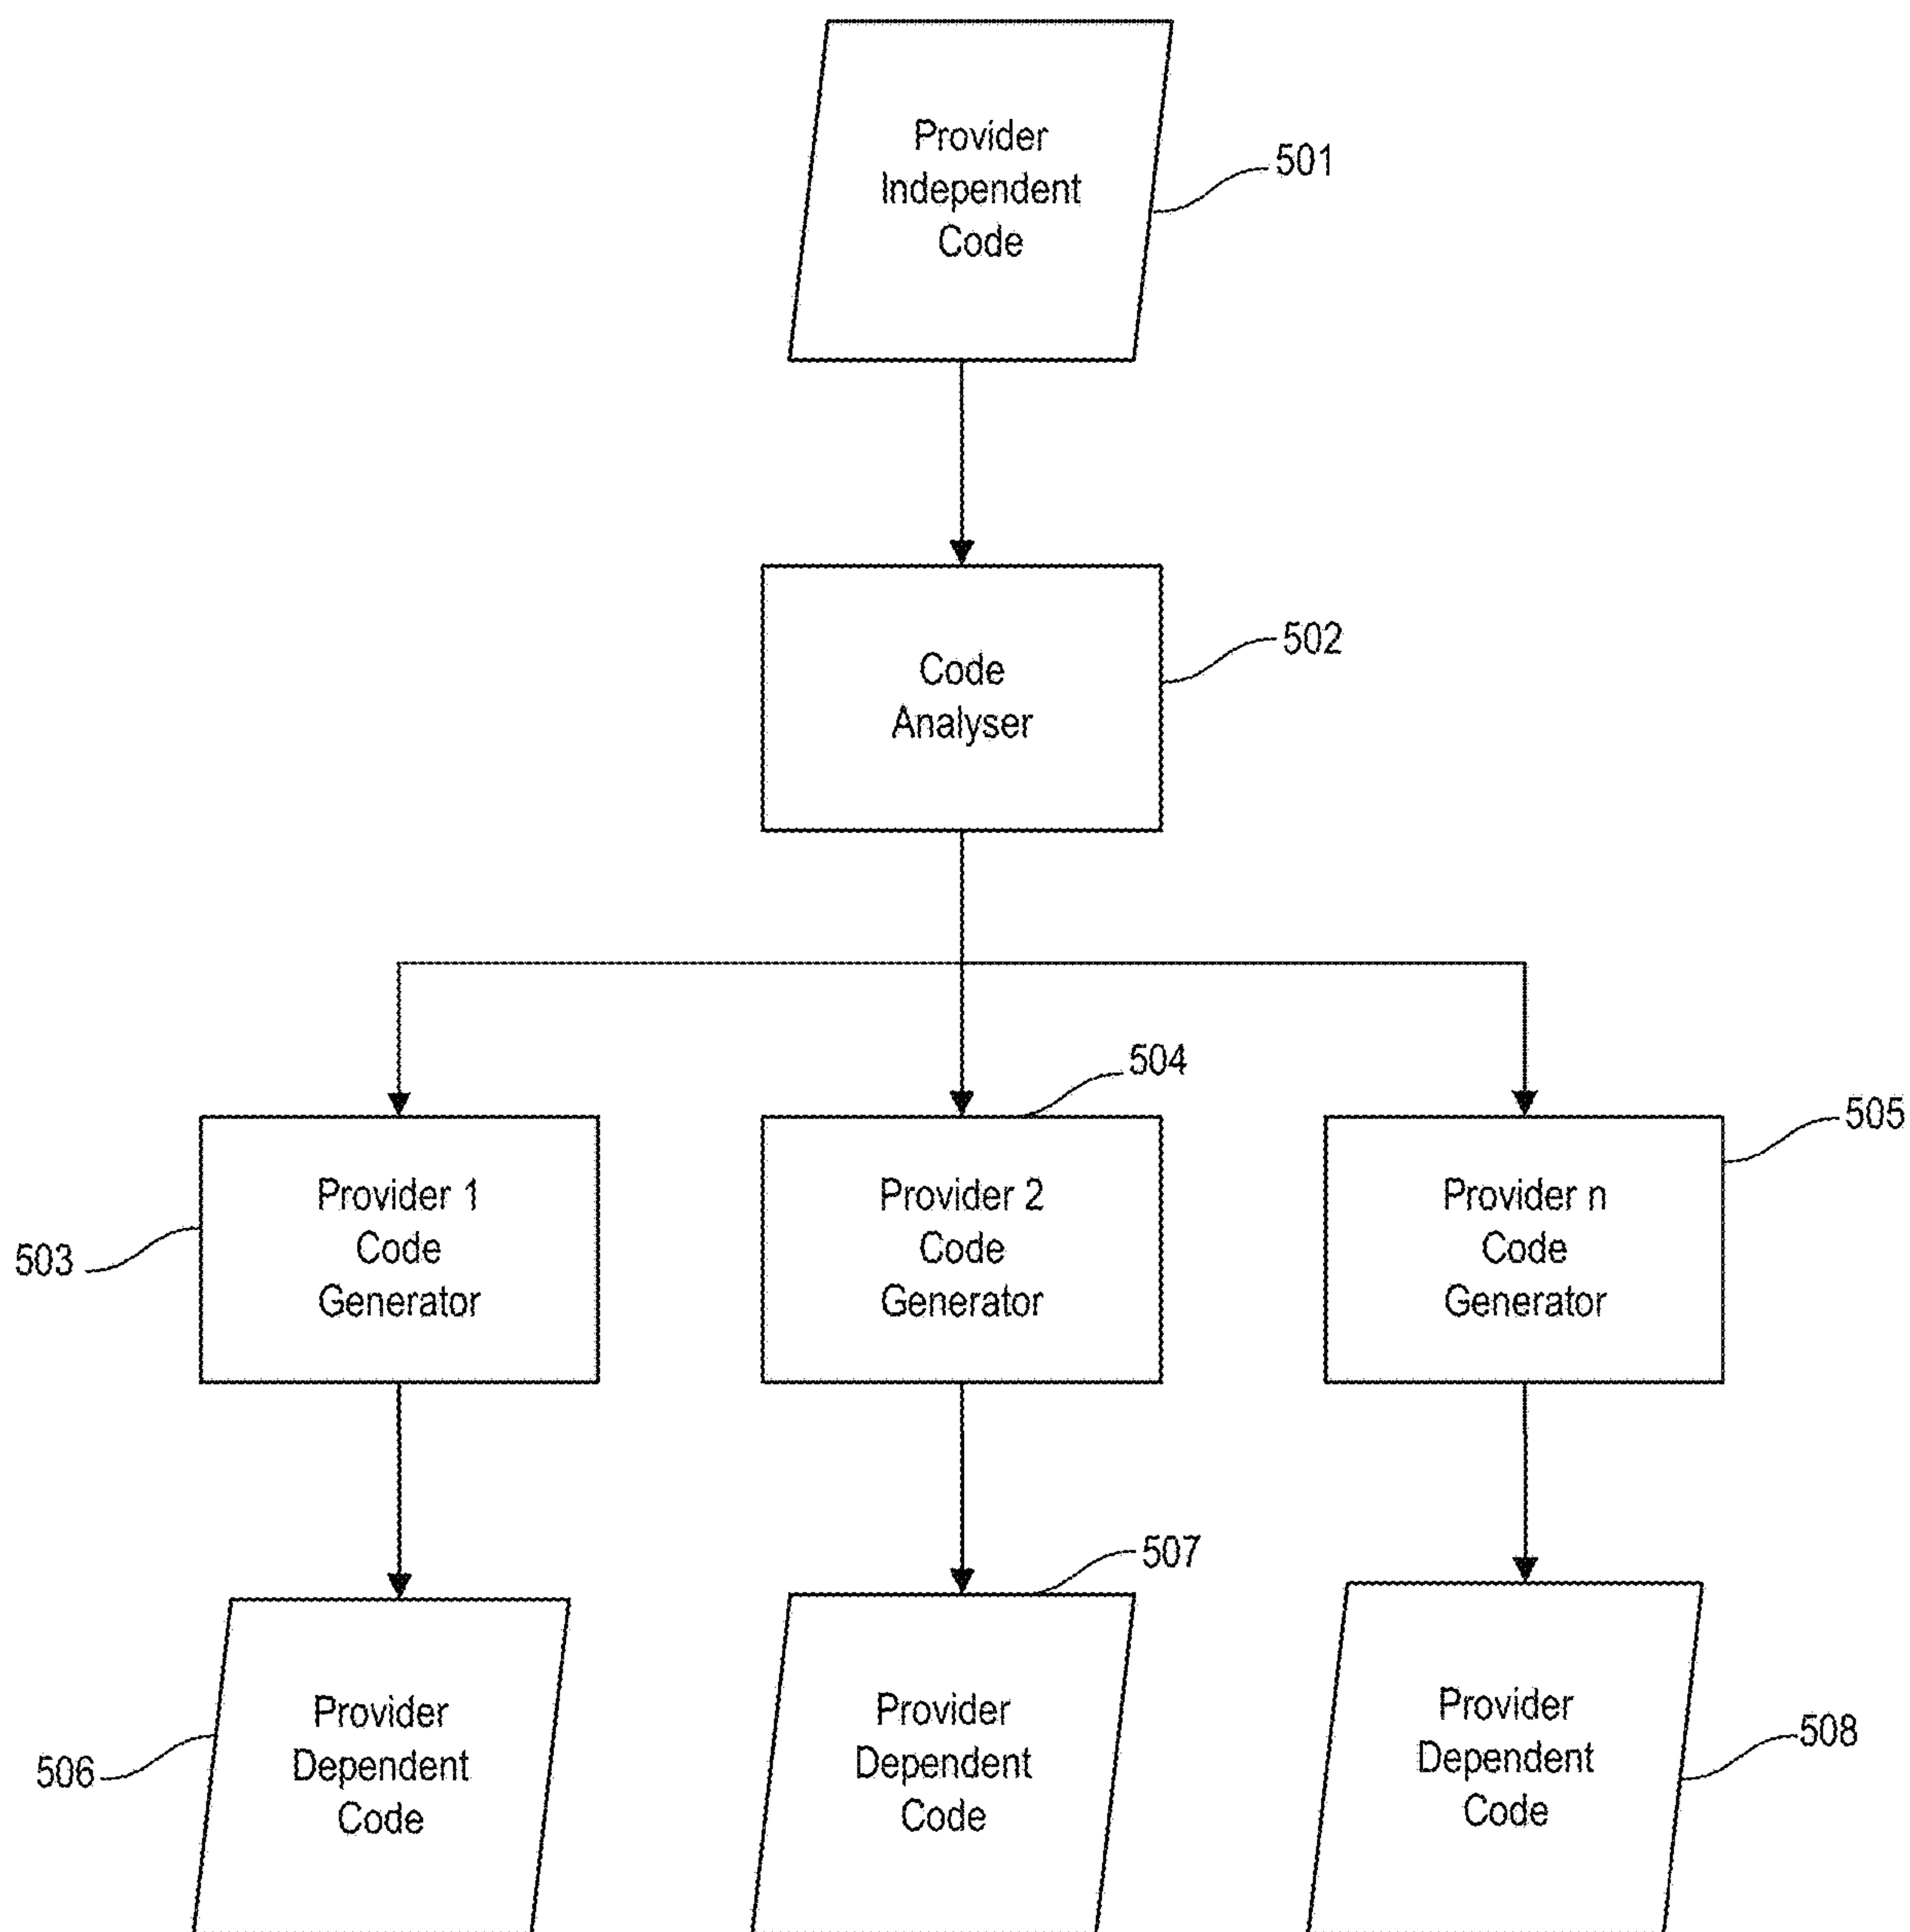 Provider
Independent
Code
501
Code
Analyser
502
504
505
Provider 1
Code
Generator
503
Provider 2
Code
Generator
Provider n
Code
Generator
507
Provider
Dependent
Code
506
Provider
Dependent
Code
Provider
Dependent
Code
508